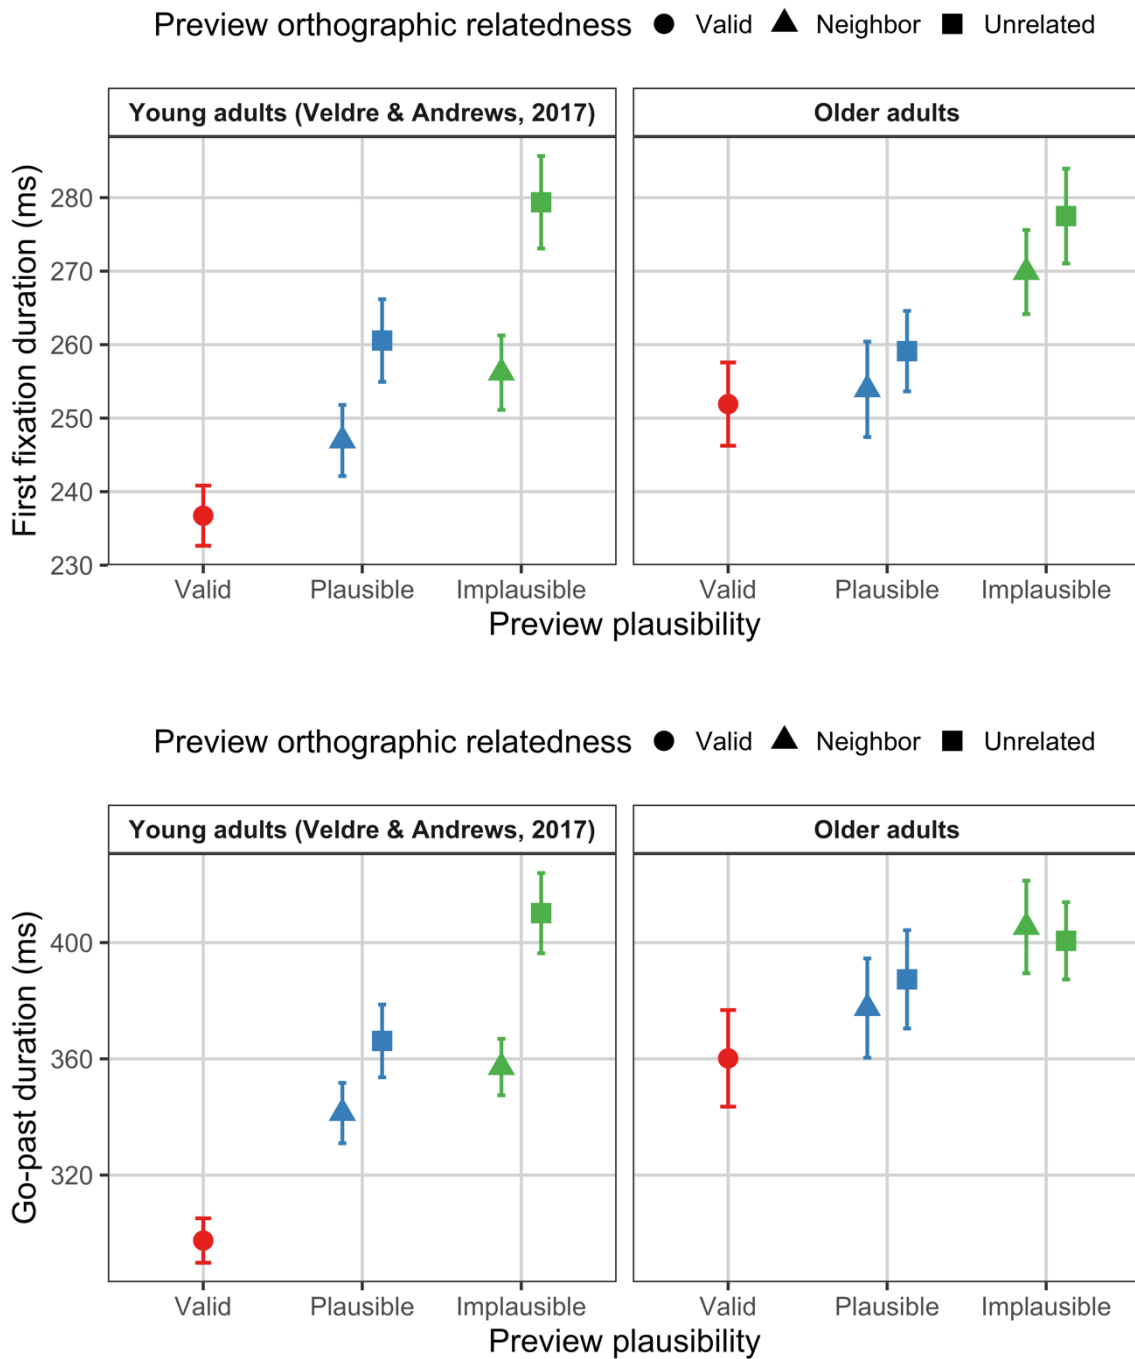 Preview orthographic relatedness Valid Neighbor Unrelated
Young adults (Veldre & Andrews, 2017) Older adults
First fixation duration (ms)
280
270
260
250
240
230
Valid Plausible Implausible Valid Plausible Implausible
Preview plausibility
Preview orthographic relatedness Valid Neighbor Unrelated
Young adults (Veldre & Andrews, 2017) Older adults
Go-past duration (ms)
400
360
320
Valid Plausible Implausible Valid Plausible Implausible
Preview plausibility